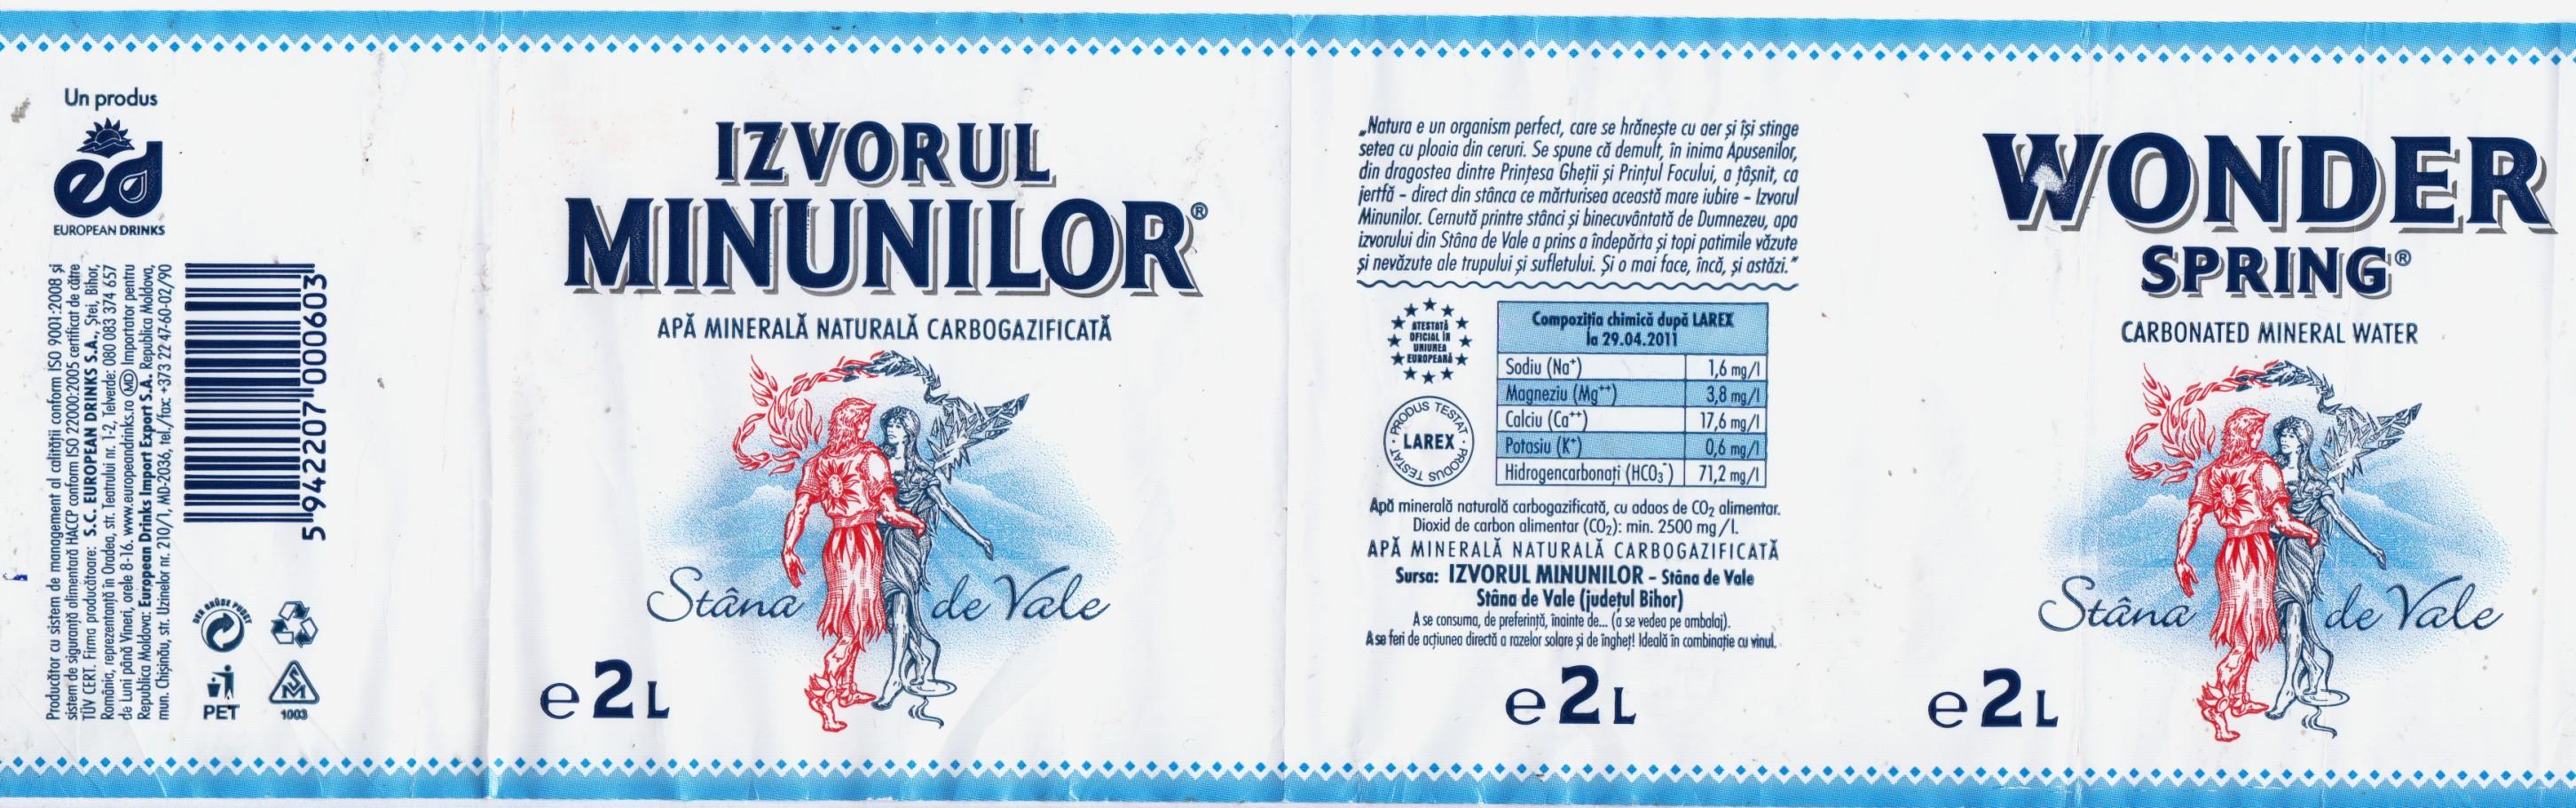 Un produs
ed
EUROPEAN DRINKS
Producător cu sistem de management al calității conform ISO 9001:2008 și
sistem de siguranță alimentară HACCP conform ISO 22000:2005 certificat de către
TÜV CERT. Firma producătoare: S.C. EUROPEAN DRINKS S.A., Ștei, Bihor,
România, reprezentanță în Oradea, str. Teatrului nr. 1-2, Telverde: 080 083 374 657
de Luni până Vineri, orele 8-16. www.europeandrinks.ro MD Importator pentru
Republica Moldova: European Drinks Import Export S.A. Republica Moldova,
mun. Chișinău, str. Uzinelor nr. 210/1, MD-2036, tel./fax: +373 22 47-60-02/90
5 942207 000603
DER GRÜNE PUNKT
PET
SM
1003
IZVORUL
MINUNILOR®
APĂ MINERALĂ NATURALĂ CARBOGAZIFICATĂ
Stâna de Vale
e 2L
„Natura e un organism perfect, care se hrănește cu aer și își stinge
setea cu ploaia din ceruri. Se spune că demult, în inima Apusenilor,
din dragostea dintre Prințesa Gheții și Prințul Focului, a țâșnit, ca
jertfă - direct din stânca ce mărturisea această mare iubire - Izvorul
Minunilor. Cernută printre stânci și binecuvântată de Dumnezeu, apa
izvorului din Stâna de Vale a prins a îndepărta și topi patimile văzute
și nevăzute ale trupului și sufletului. Și o mai face, încă, și astăzi."
ATESTATĂ
OFICIAL ÎN
UNIUNEA
EUROPEANĂ
PRODUS TESTAT
LAREX
PRODUS TESTAT
Compoziția chimică după LAREX
la 29.04.2011
Sodiu (Na⁺) 1,6 mg/l
Magneziu (Mg⁺⁺) 3,8 mg/l
Calciu (Ca⁺⁺) 17,6 mg/l
Potasiu (K⁺) 0,6 mg/l
Hidrogencarbonați (HCO₃⁻) 71,2 mg/l
Apă minerală naturală carbogazificată, cu adaos de CO₂ alimentar.
Dioxid de carbon alimentar (CO₂): min. 2500 mg/l.
APĂ MINERALĂ NATURALĂ CARBOGAZIFICATĂ
Sursa: IZVORUL MINUNILOR - Stâna de Vale
Stâna de Vale (județul Bihor)
A se consuma, de preferință, înainte de... (a se vedea pe ambalaj).
A se feri de acțiunea directă a razelor solare și de îngheț! Ideală în combinație cu vinul.
e 2L
WONDER
SPRING®
CARBONATED MINERAL WATER
Stâna de Vale
e 2L